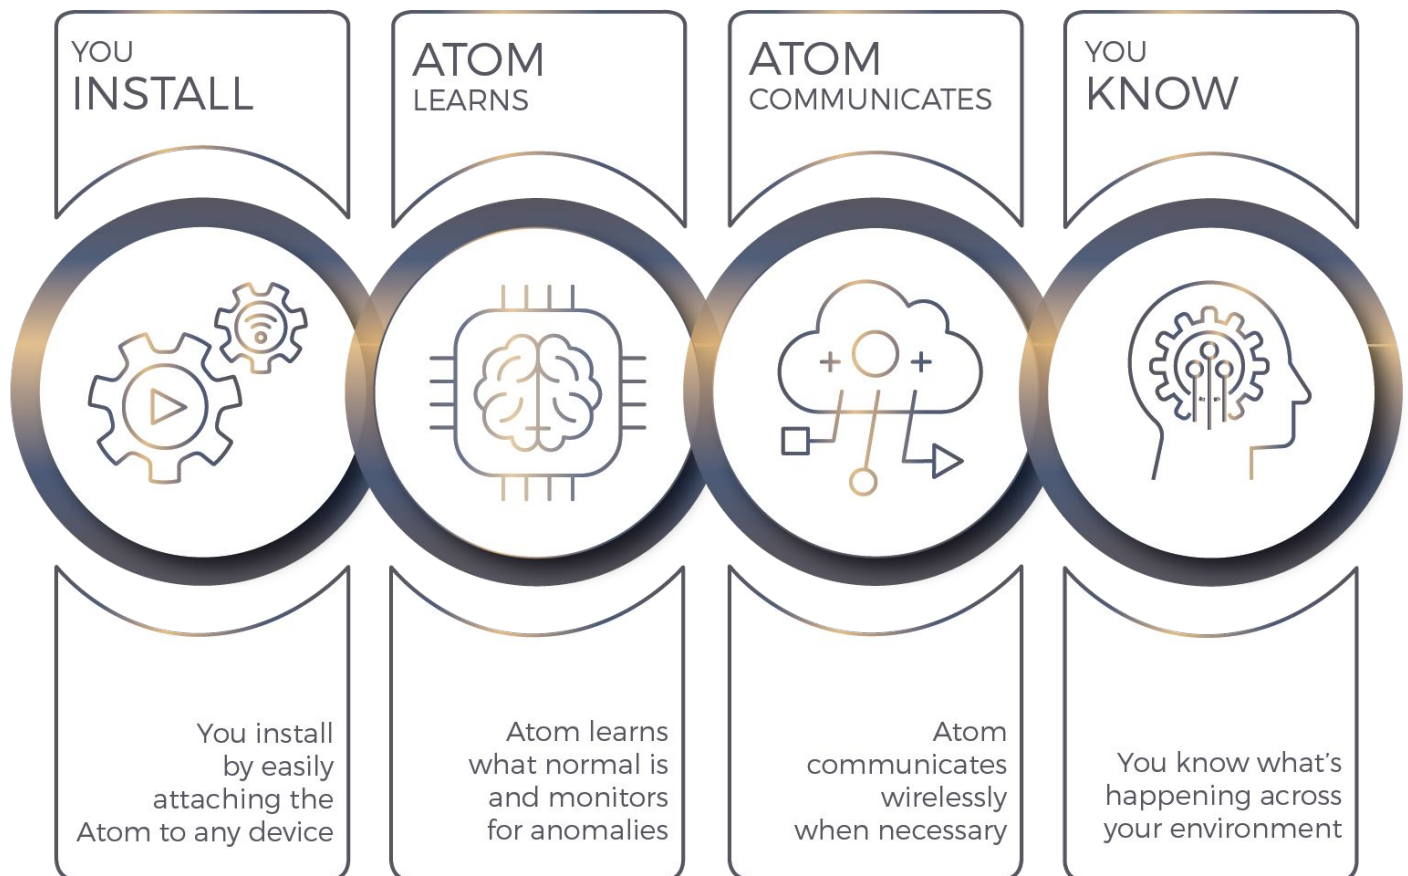 YOU
INSTALL
ATOM
LEARNS
ATOM
COMMUNICATES
YOU
KNOW
You install
by easily
attaching the
Atom to any device
Atom learns
what normal is
and monitors
for anomalies
Atom
communicates
wirelessly
when necessary
You know what’s
happening across
your environment